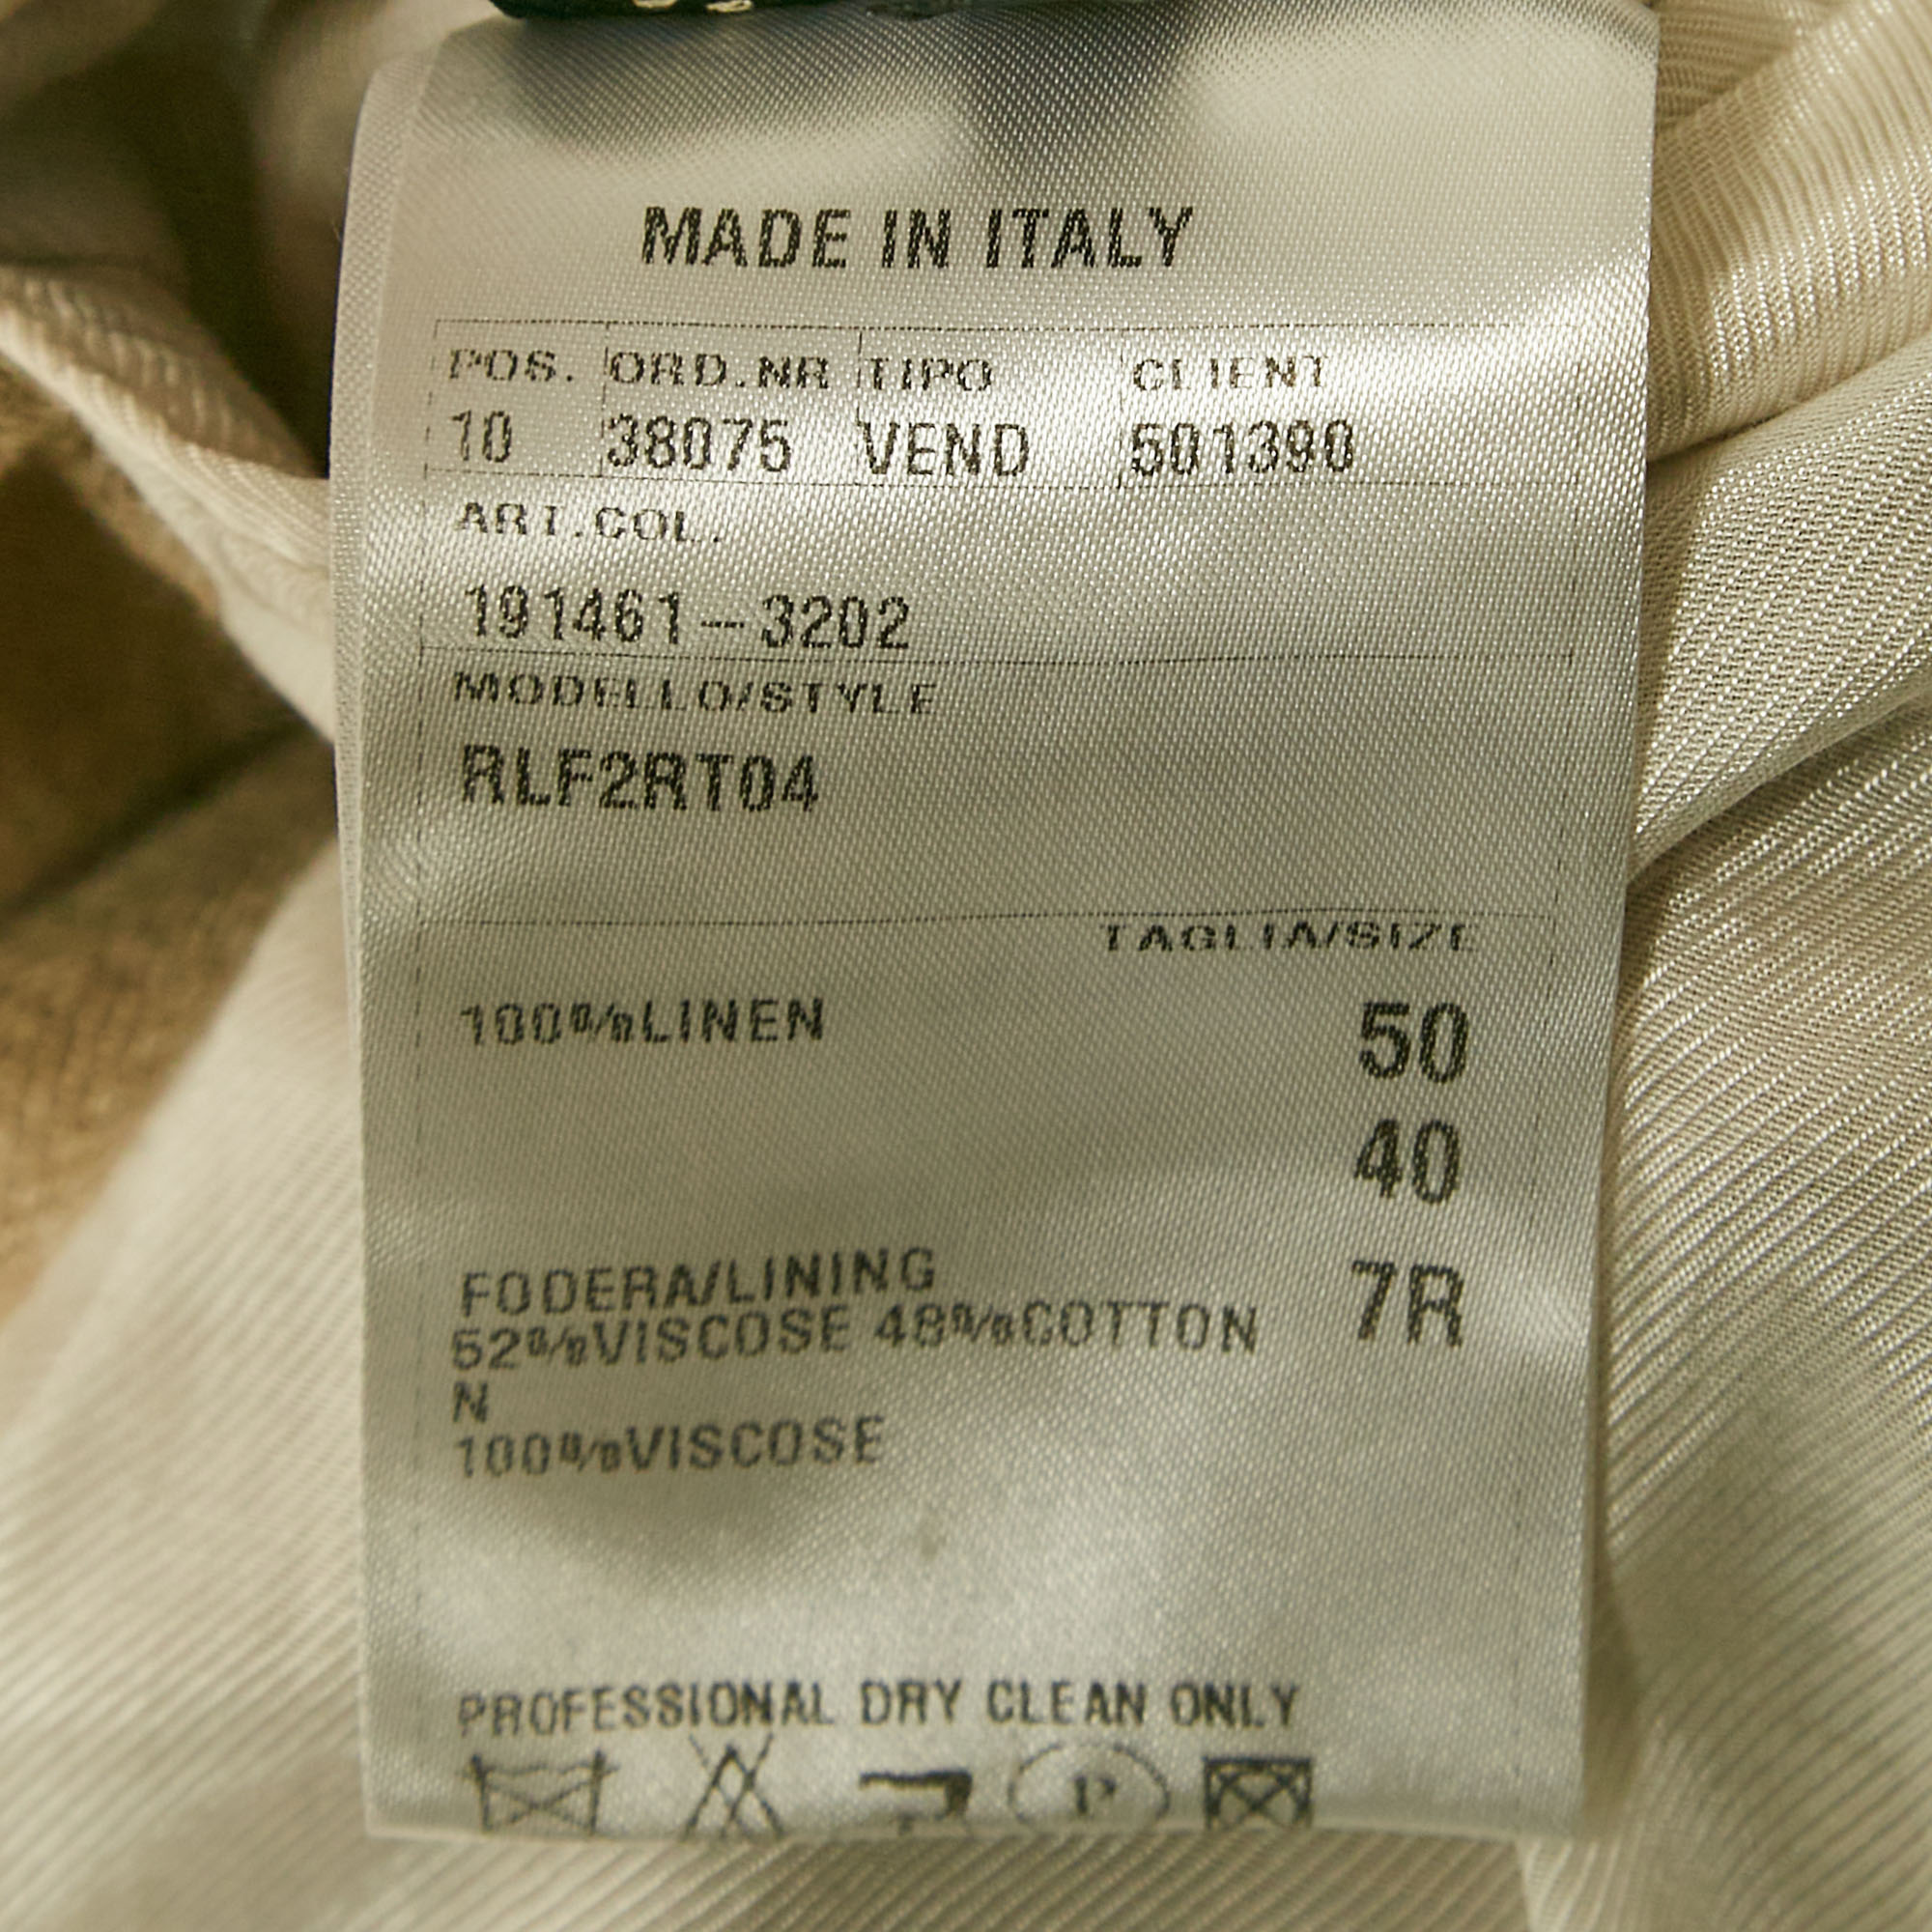 MADE IN ITALY
POS. ORD.NR TIPO CLIENT
10 38075 VEND 501390
ART.COL.
191461--3202
MODELLO/STYLE
RLF2RT04
TAGLIA/SIZE
100%LINEN 50
40
FODERA/LINING 7R
52%VISCOSE 48%COTTON
N
100%VISCOSE
PROFESSIONAL DRY CLEAN ONLY
P